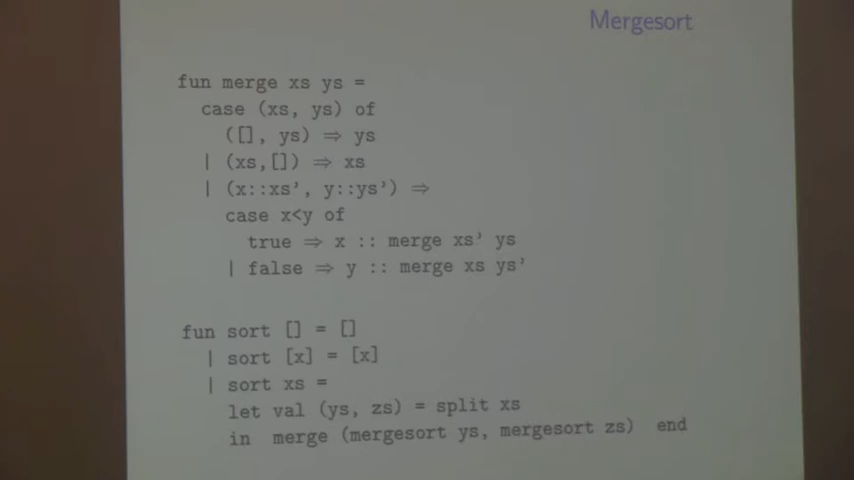 Mergesort
fun merge xs ys =
case (xs, ys) of
([], ys) ⇒ ys
| (xs,[]) ⇒ xs
| (x::xs', y::ys') ⇒
case x<y of
true ⇒ x :: merge xs' ys
| false ⇒ y :: merge xs ys'
fun sort [] = []
| sort [x] = [x]
| sort xs =
let val (ys, zs) = split xs
in merge (mergesort ys, mergesort zs) end